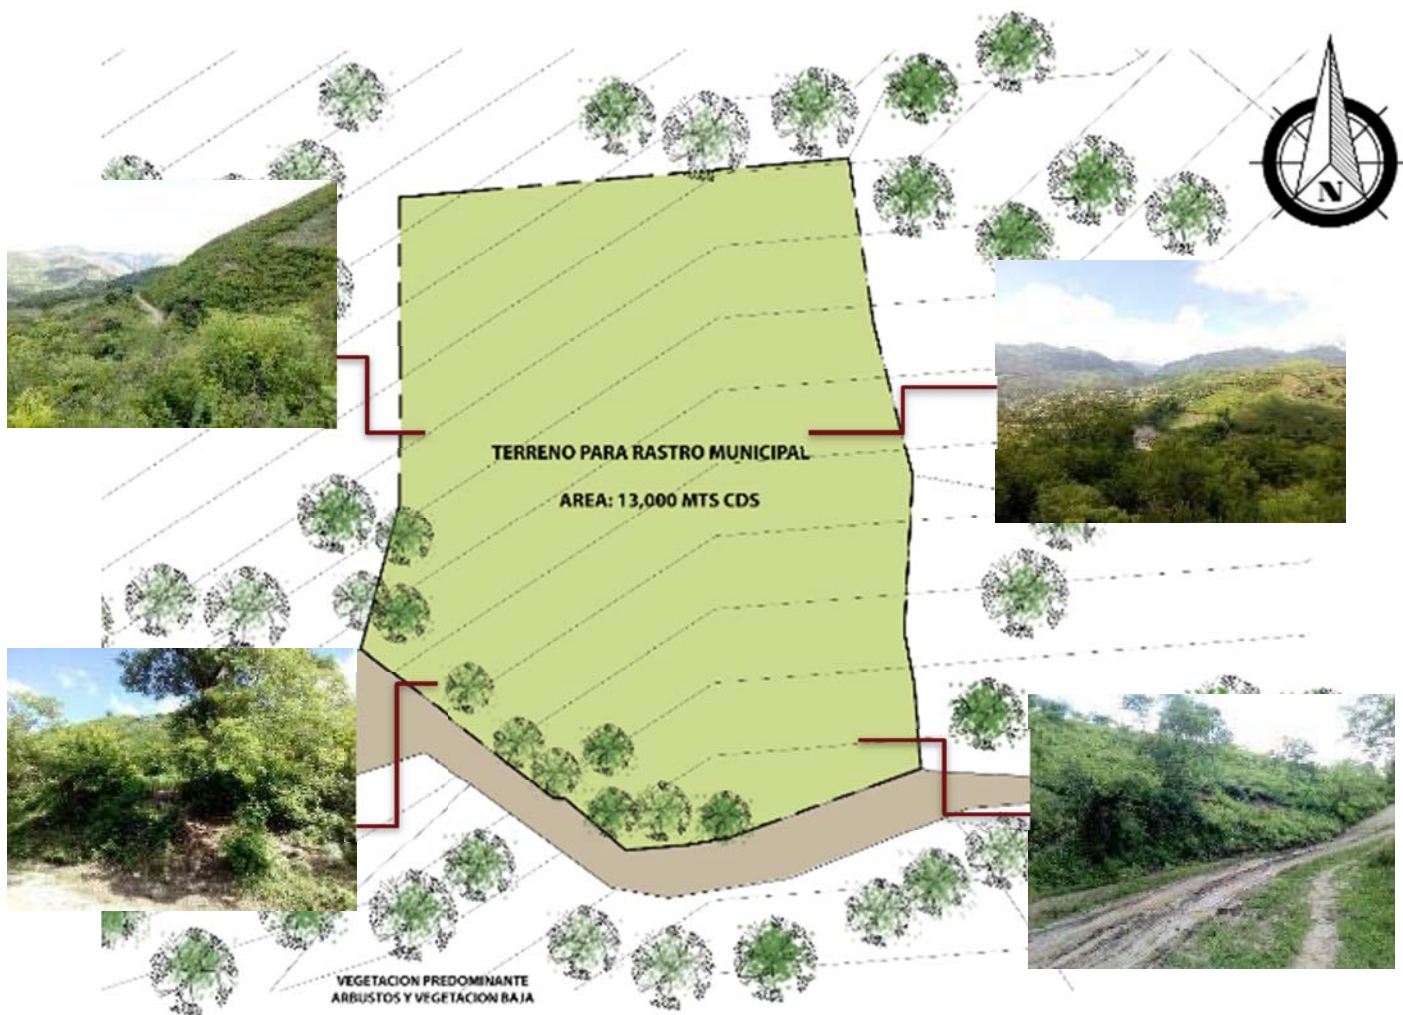 N
TERRENO PARA RASTRO MUNICIPAL
AREA: 13,000 MTS CDS
VEGETACION PREDOMINANTE
ARBUSTOS Y VEGETACION BAJA